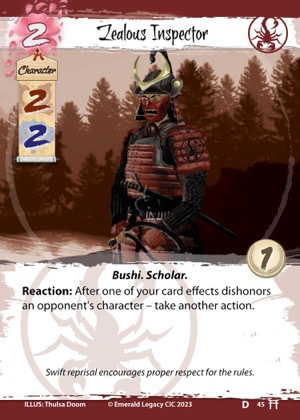 2
Zealous Inspector
Character
2
2
Bushi. Scholar.
Reaction: After one of your card effects dishonors
an opponent's character – take another action.
1
Swift reprisal encourages proper respect for the rules.
ILLUS: Thulsa Doom
© Emerald Legacy CIC 2023
D
45